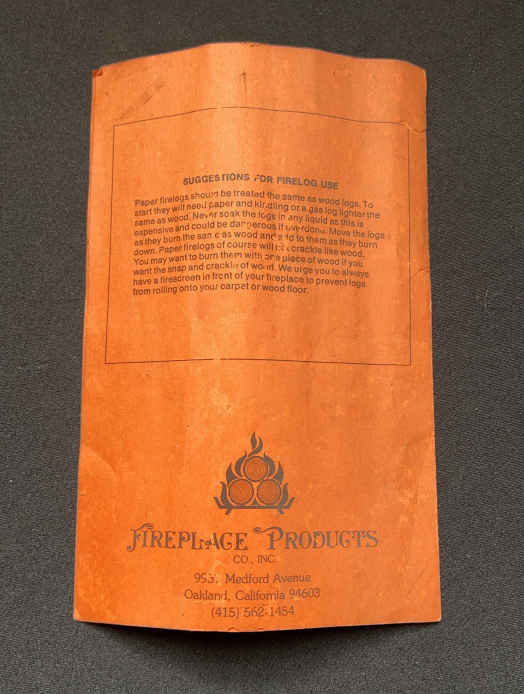 SUGGESTIONS FOR FIRELOG USE
Paper firelogs should be treated the same as wood logs. To
start they will need paper and kindling or a gas log lighter the
same as wood. Never soak the logs in any liquid as this is
expensive and could be dangerous if overdone. Move the logs
as they burn the same as wood and add to them as they burn
down. Paper firelogs of course will not crackle like wood.
You may want to burn them with one piece of wood if you
want the snap and crackle of wood. We urge you to always
have a firescreen in front of your fireplace to prevent logs
from rolling onto your carpet or wood floor.
FIREPLACE PRODUCTS
CO., INC.
Medford Avenue
Oakland, California 94603
(415) 562-1484